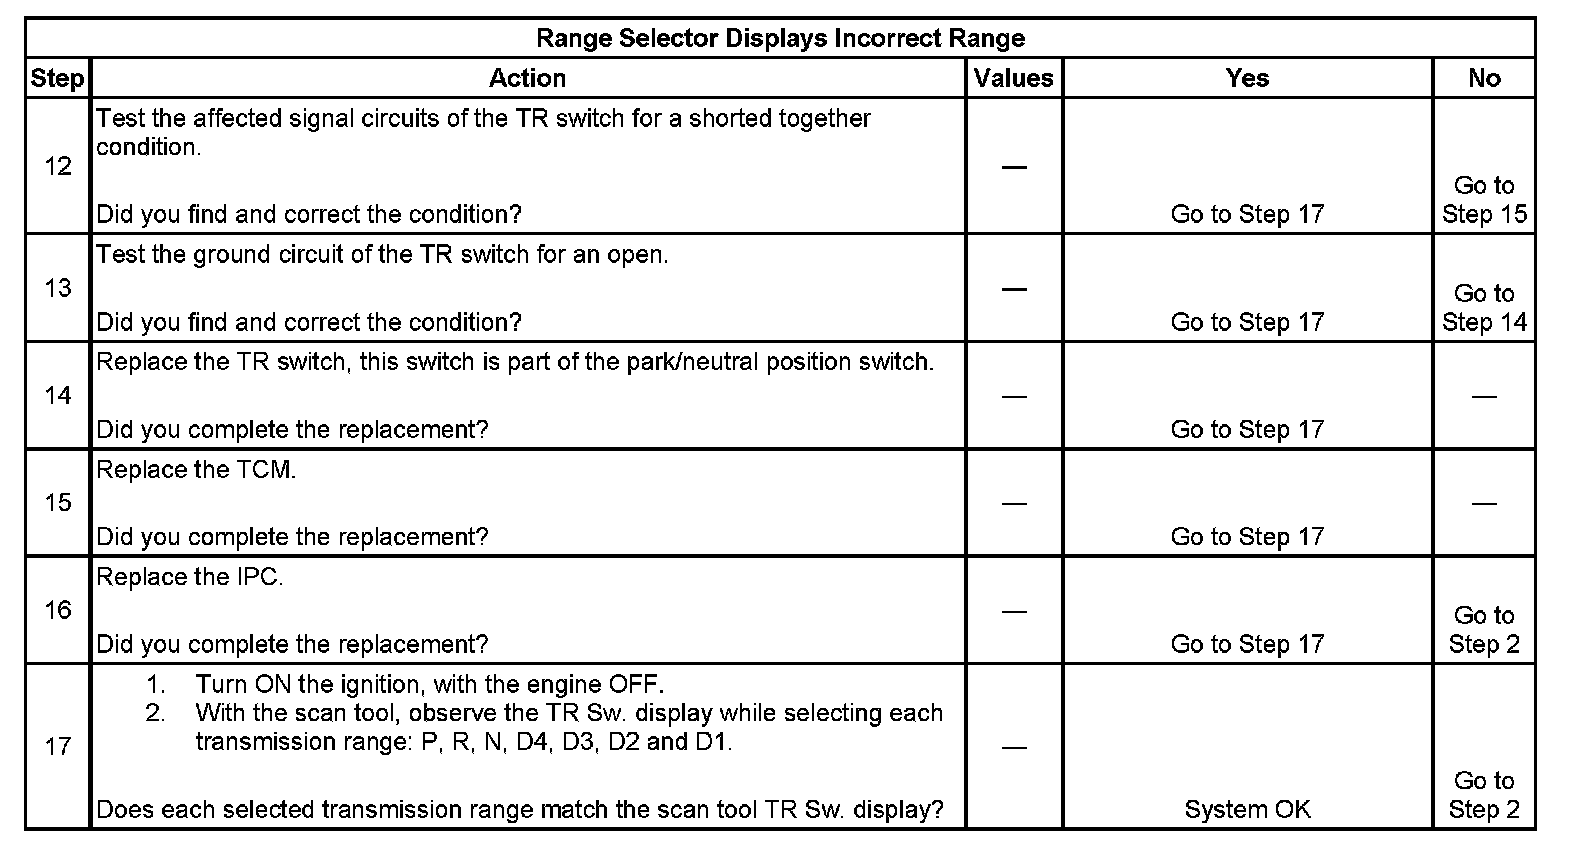 Range Selector Displays Incorrect Range
Step Action Values Yes No
Test the affected signal circuits of the TR switch for a shorted together
condition.
12 —
Go to
Did you find and correct the condition? Go to Step 17 Step 15
Test the ground circuit of the TR switch for an open.
13 —
Go to
Did you find and correct the condition? Go to Step 17 Step 14
Replace the TR switch, this switch is part of the park/neutral position switch.
14 — —
Did you complete the replacement? Go to Step 17
Replace the TCM.
15 — —
Did you complete the replacement? Go to Step 17
Replace the IPC.
16 —
Go to
Did you complete the replacement? Go to Step 17 Step 2
1. Turn ON the ignition, with the engine OFF.
2. With the scan tool, observe the TR Sw. display while selecting each
transmission range: P, R, N, D4, D3, D2 and D1.
17 —
Go to
Does each selected transmission range match the scan tool TR Sw. display? System OK Step 2